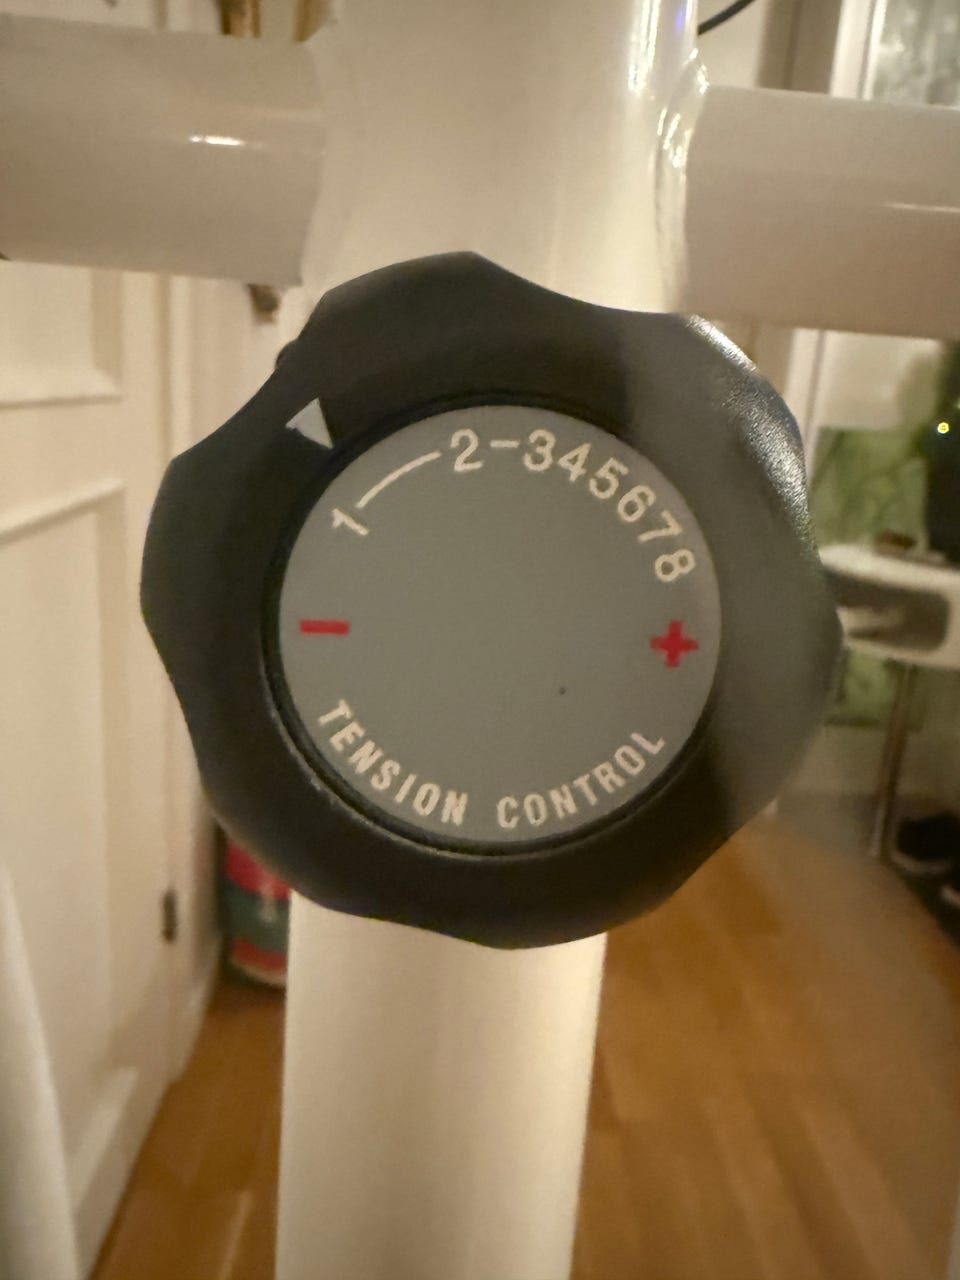 1-2-345678
- +
TENSION CONTROL